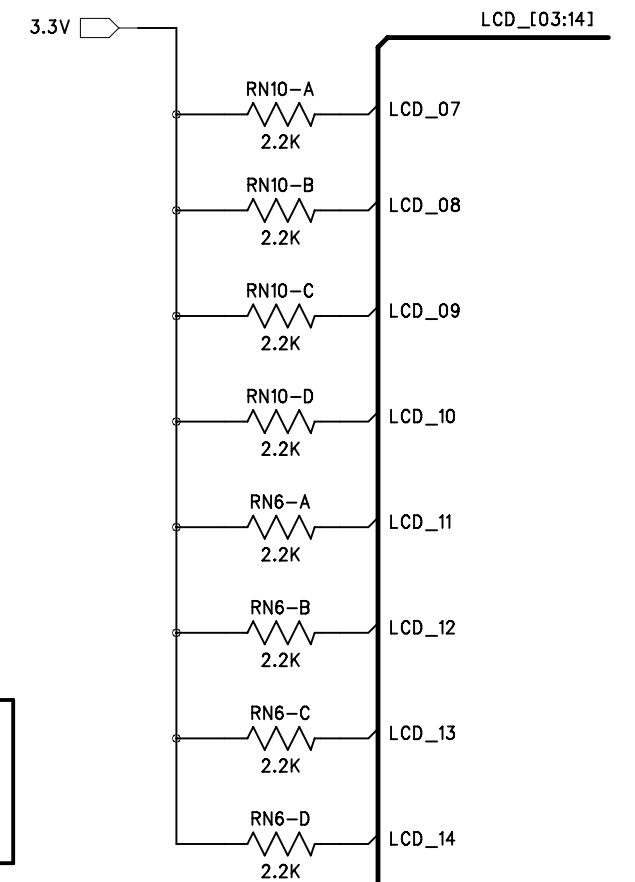 LCD_[03:14]
3.3V
RN10-A
LCD_07
2.2K
RN10-B
LCD_08
2.2K
RN10-C
LCD_09
2.2K
RN10-D
LCD_10
2.2K
RN6-A
LCD_11
2.2K
RN6-B
LCD_12
2.2K
RN6-C
LCD_13
2.2K
RN6-D
LCD_14
2.2K